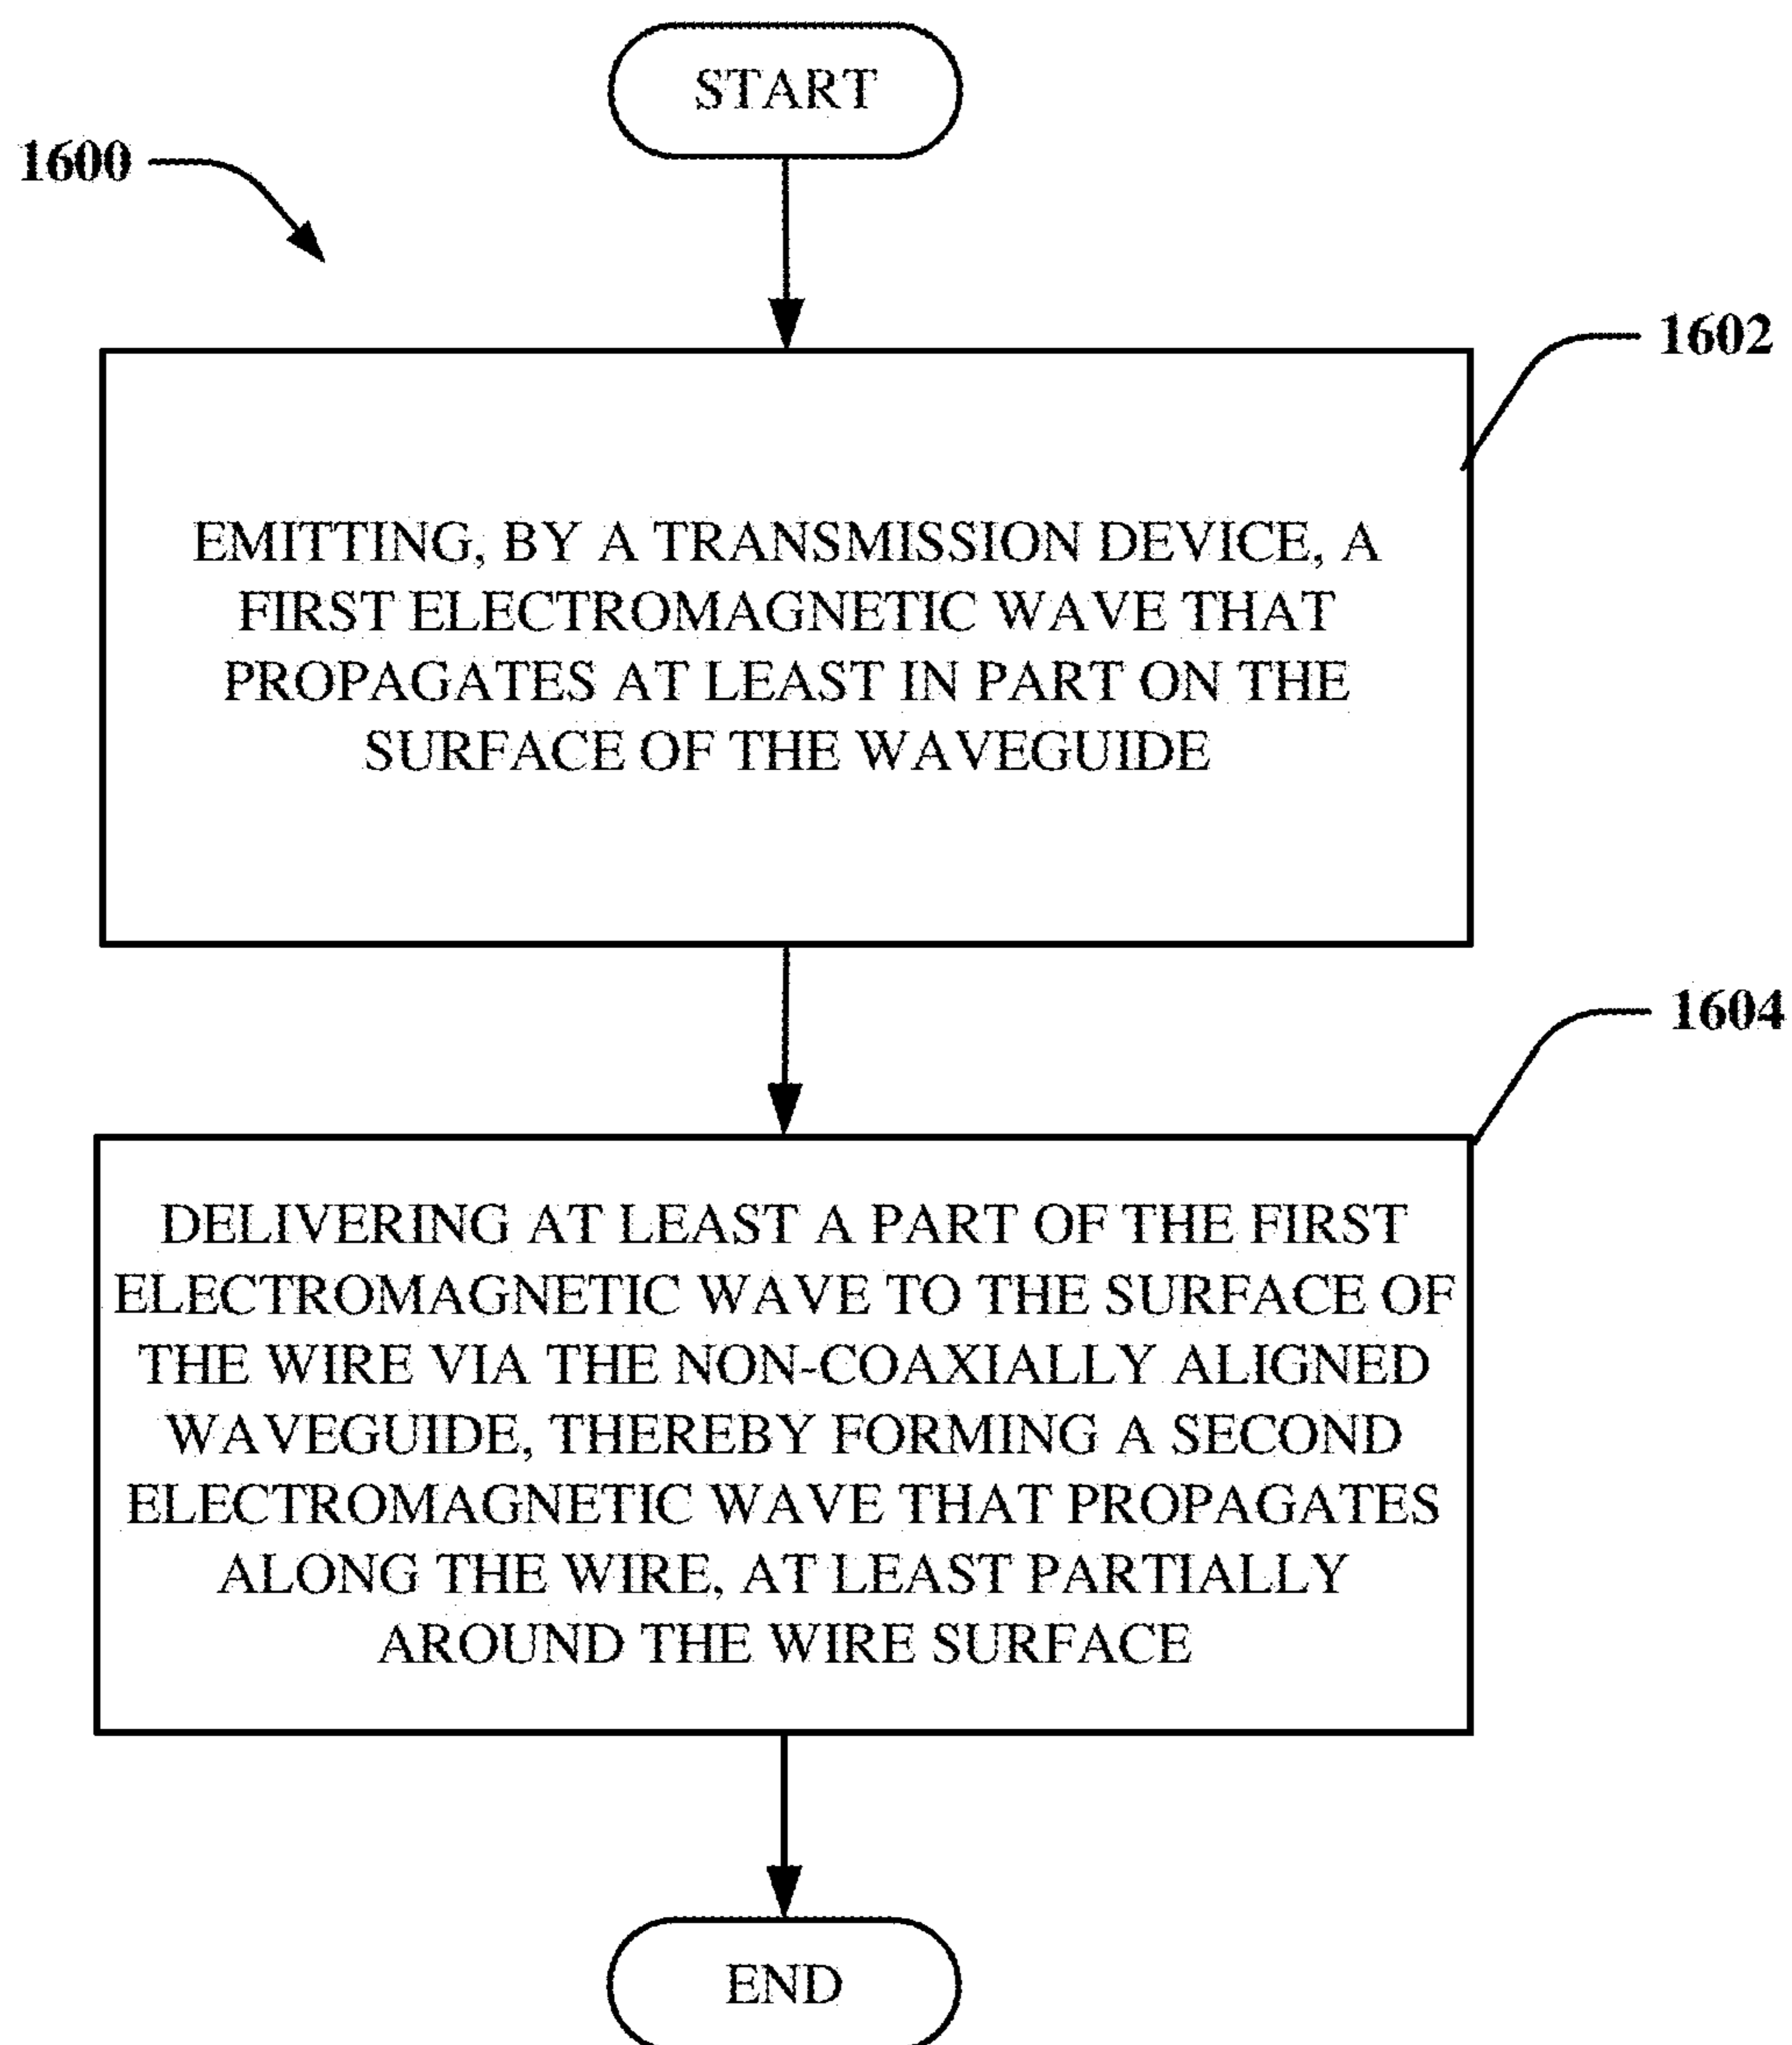 START
1600
1602
EMITTING, BY A TRANSMISSION DEVICE, A
FIRST ELECTROMAGNETIC WAVE THAT
PROPAGATES AT LEAST IN PART ON THE
SURFACE OF THE WAVEGUIDE
1604
DELIVERING AT LEAST A PART OF THE FIRST
ELECTROMAGNETIC WAVE TO THE SURFACE OF
THE WIRE VIA THE NON-COAXIALLY ALIGNED
WAVEGUIDE, THEREBY FORMING A SECOND
ELECTROMAGNETIC WAVE THAT PROPAGATES
ALONG THE WIRE, AT LEAST PARTIALLY
AROUND THE WIRE SURFACE
END